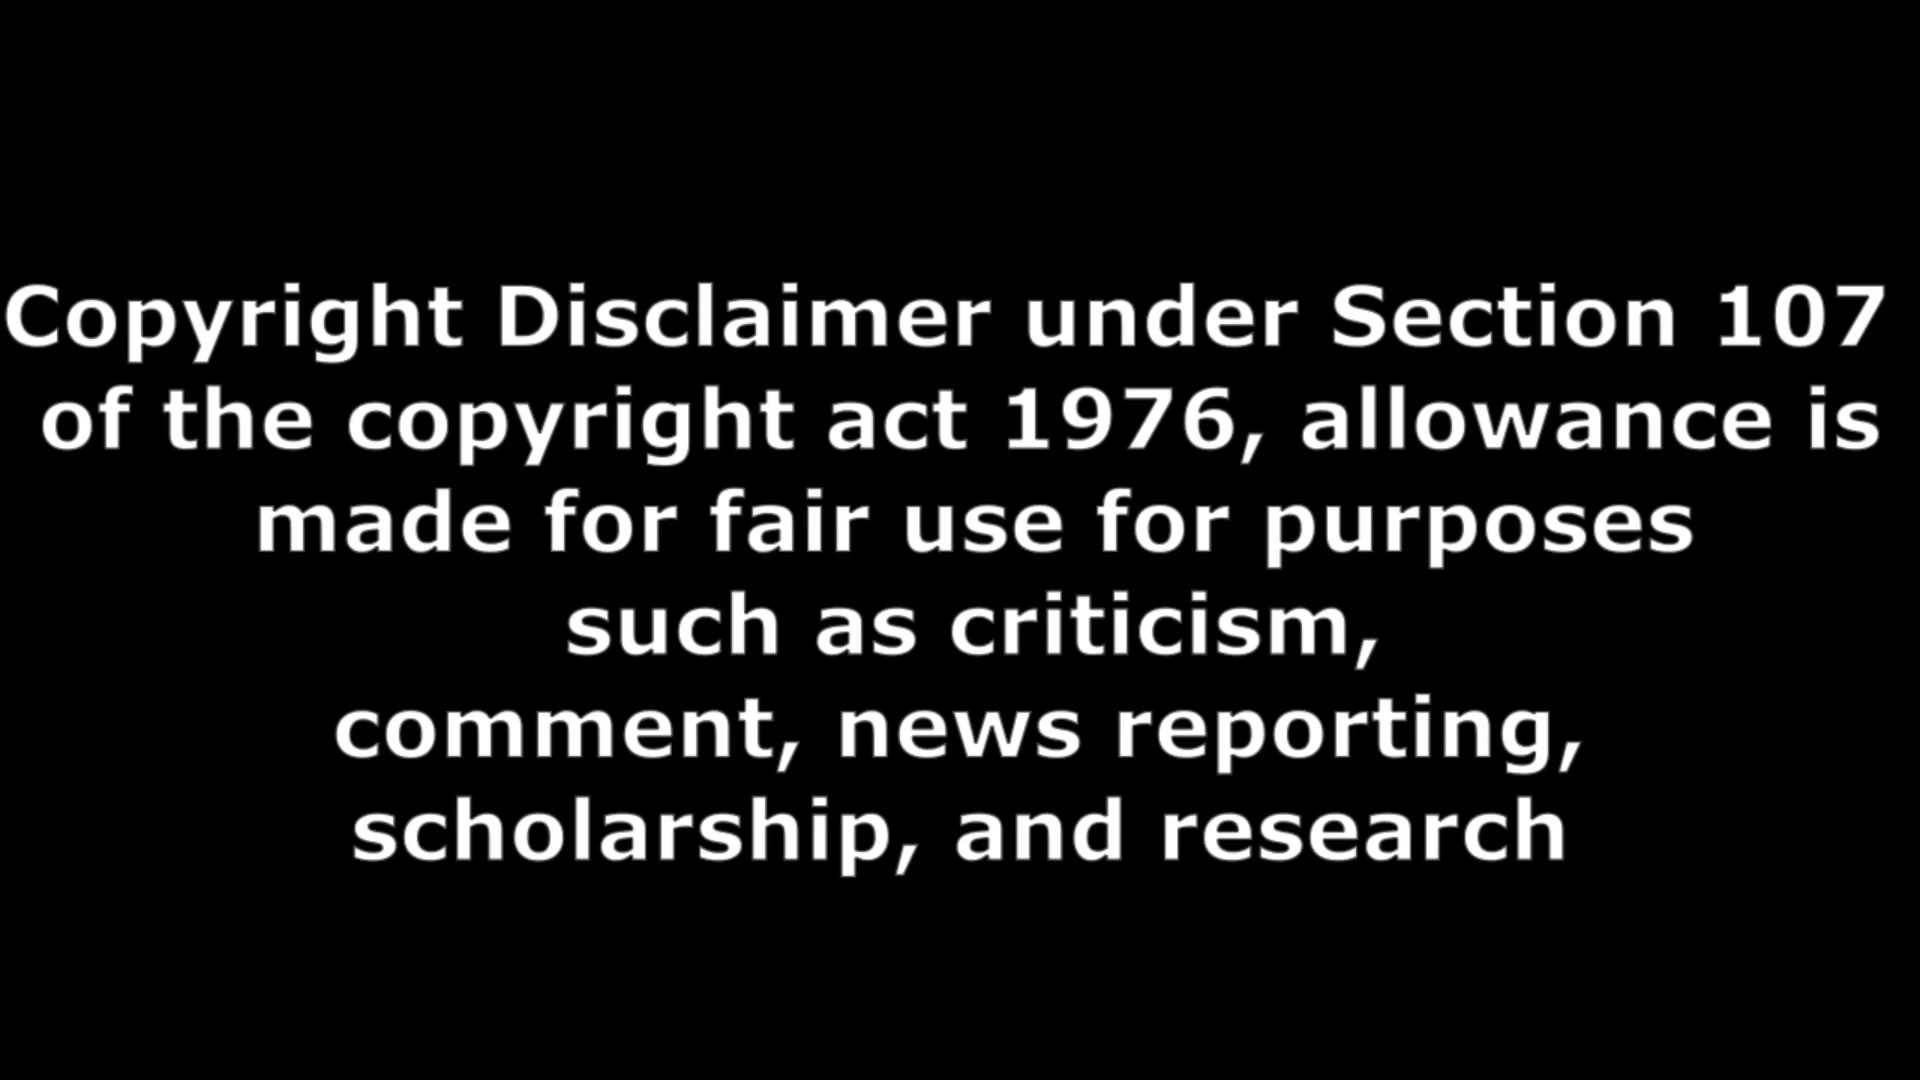 Copyright Disclaimer under Section 107
of the copyright act 1976, allowance is
made for fair use for purposes
such as criticism,
comment, news reporting,
scholarship, and research